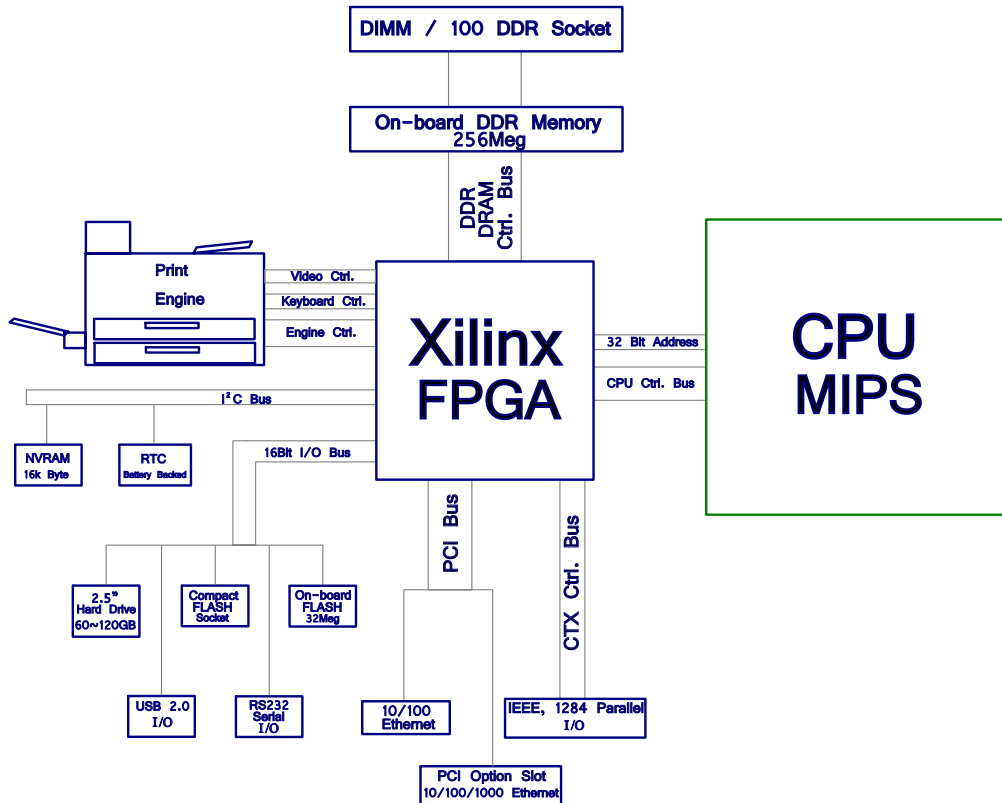 DIMM / 100 DDR Socket
On-board DDR Memory
256Meg
DDR
DRAM
Ctrl. Bus
Print
Engine
Video Ctrl.
Keyboard Ctrl.
Engine Ctrl.
Xilinx
FPGA
32 Bit Address
CPU Ctrl. Bus
CPU
MIPS
I²C Bus
NVRAM
16k Byte
RTC
Battery Backed
16Bit I/O Bus
PCI Bus
CTX Ctrl. Bus
2.5"
Hard Drive
60~120GB
Compact
FLASH
Socket
On-board
FLASH
32Meg
USB 2.0
I/O
RS232
Serial
I/O
10/100
Ethernet
IEEE, 1284 Parallel
I/O
PCI Option Slot
10/100/1000 Ethernet